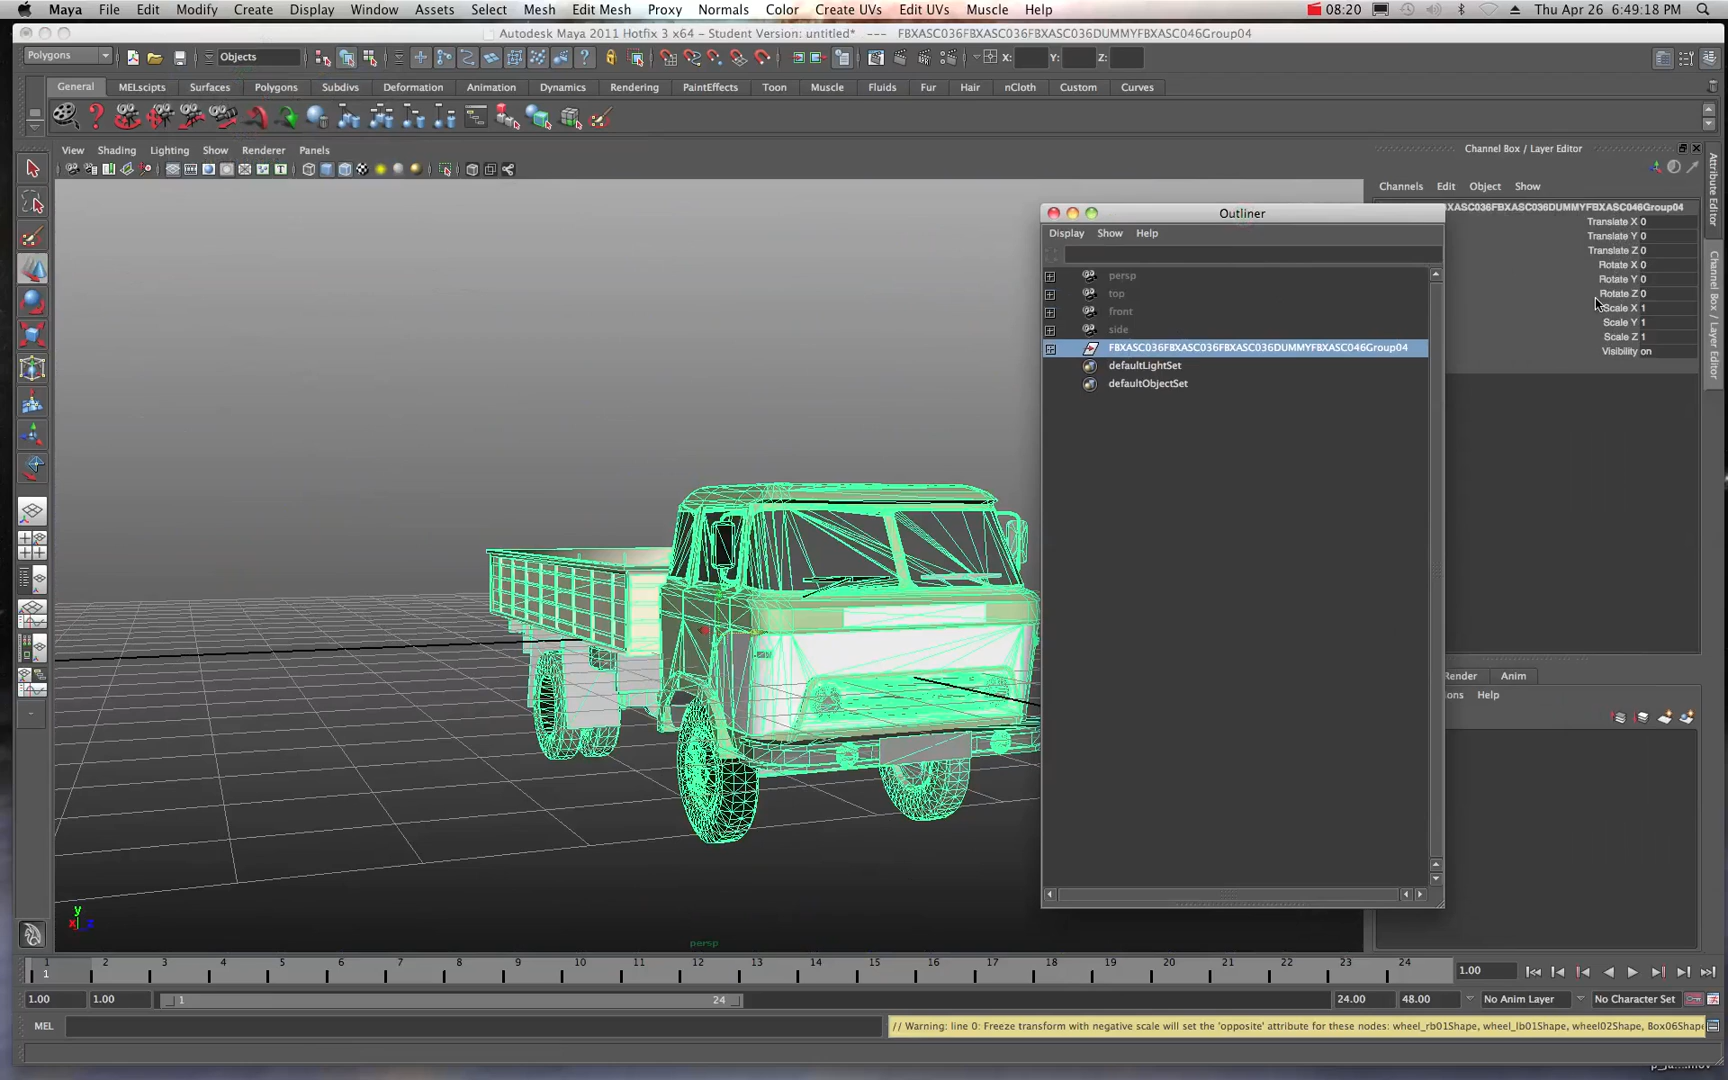 Maya File Edit Modify Create Display Window Assets Select Mesh Edit Mesh Proxy Normals Color Create UVs Edit UVs Muscle Help 08:20 Thu Apr 26 6:49:18 PM
Autodesk Maya 2011 Hotfix 3 x64 - Student Version: untitled* --- FBXASC036FBXASC036FBXASC036DUMMYFBXASC046Group04
Polygons Objects X: Y: Z:
General MELscipts Surfaces Polygons Subdivs Deformation Animation Dynamics Rendering PaintEffects Toon Muscle Fluids Fur Hair nCloth Custom Curves
View Shading Lighting Show Renderer Panels
Channel Box / Layer Editor
Channels Edit Object Show
XASC036FBXASC036DUMMYFBXASC046Group04
Translate X 0
Translate Y 0
Translate Z 0
Rotate X 0
Rotate Y 0
Rotate Z 0
Scale X 1
Scale Y 1
Scale Z 1
Visibility on
Attribute Editor
Channel Box / Layer Editor
Outliner
Display Show Help
persp
top
front
side
FBXASC036FBXASC036FBXASC036DUMMYFBXASC046Group04
defaultLightSet
defaultObjectSet
Render Anim
ons Help
y
x z
persp
1 2 3 4 5 6 7 8 9 10 11 12 13 14 15 16 17 18 19 20 21 22 23 24
1 1.00
1.00 1.00 1 24 24.00 48.00 No Anim Layer No Character Set
MEL // Warning: line 0: Freeze transform with negative scale will set the 'opposite' attribute for these nodes: wheel_rb01Shape, wheel_lb01Shape, wheel02Shape, Box06Shape